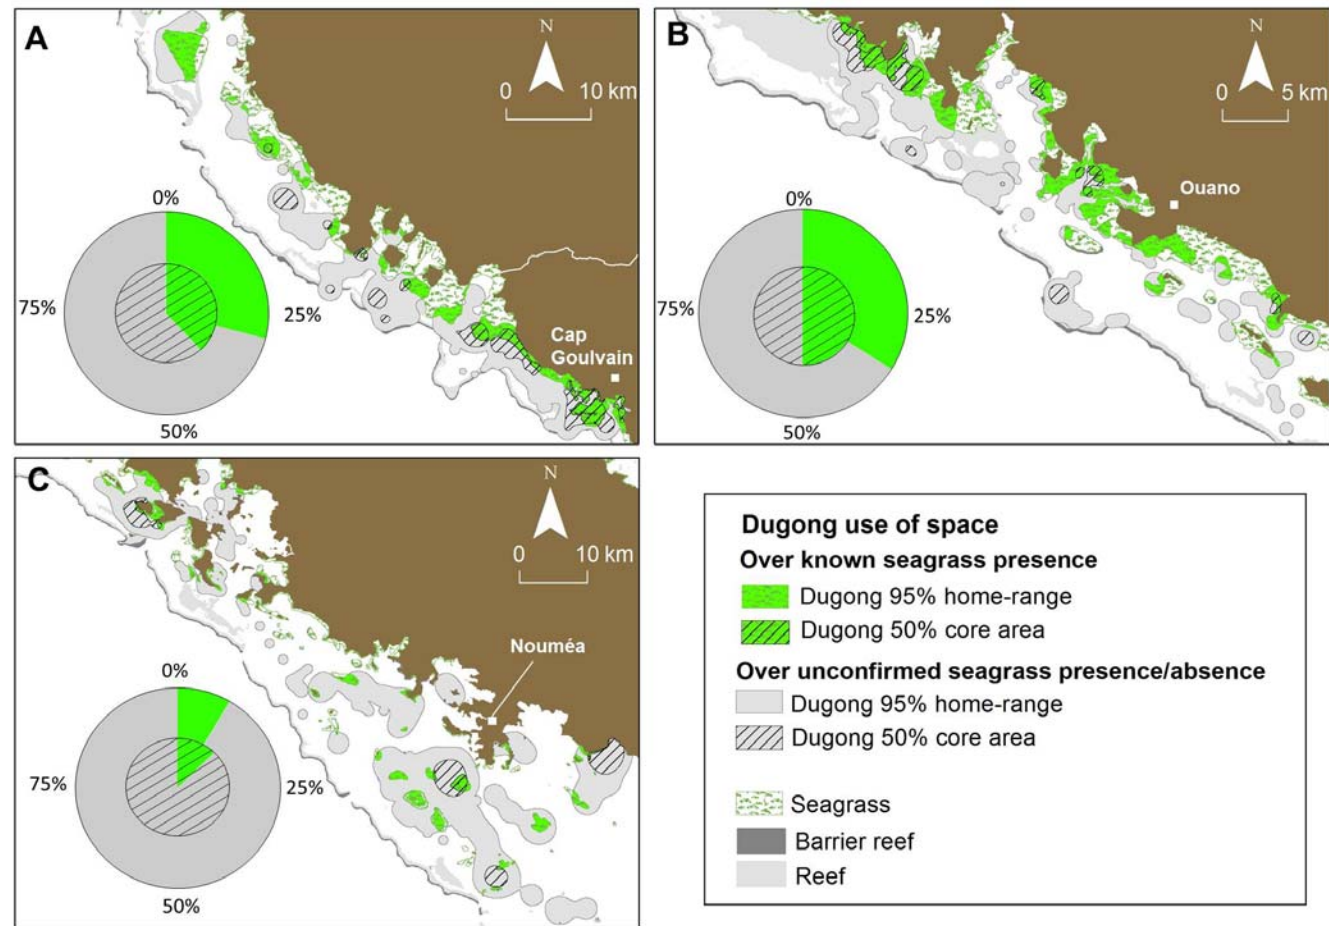 A
N
0 10 km
0%
75%
25%
50%
Cap
Goulvain
B
N
0 5 km
Ouano
0%
75%
25%
50%
C
N
0 10 km
Nouméa
0%
75%
25%
50%
Dugong use of space
Over known seagrass presence
Dugong 95% home-range
Dugong 50% core area
Over unconfirmed seagrass presence/absence
Dugong 95% home-range
Dugong 50% core area
Seagrass
Barrier reef
Reef